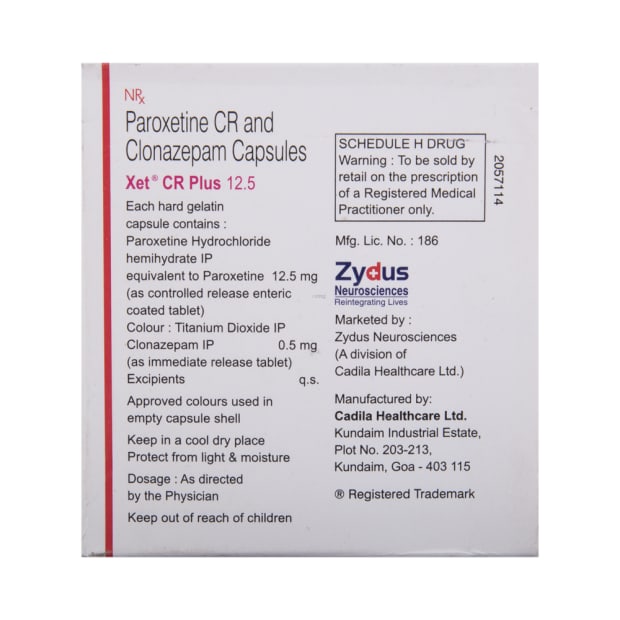 NRx
Paroxetine CR and
Clonazepam Capsules
Xet® CR Plus 12.5
Each hard gelatin
capsule contains :
Paroxetine Hydrochloride
hemihydrate IP
equivalent to Paroxetine 12.5 mg
(as controlled release enteric
coated tablet)
Colour : Titanium Dioxide IP
Clonazepam IP 0.5 mg
(as immediate release tablet)
Excipients q.s.
Approved colours used in
empty capsule shell
Keep in a cool dry place
Protect from light & moisture
Dosage : As directed
by the Physician
Keep out of reach of children
SCHEDULE H DRUG
Warning : To be sold by
retail on the prescription
of a Registered Medical
Practitioner only.
2057114
Mfg. Lic. No. : 186
Zydus
Neurosciences
Reintegrating Lives
Marketed by :
Zydus Neurosciences
(A division of
Cadila Healthcare Ltd.)
Manufactured by:
Cadila Healthcare Ltd.
Kundaim Industrial Estate,
Plot No. 203-213,
Kundaim, Goa - 403 115
® Registered Trademark